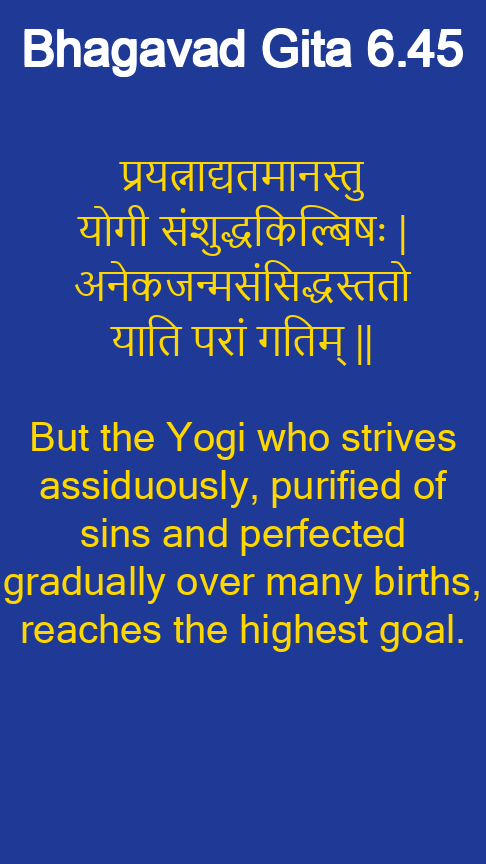 Bhagavad Gita 6.45
प्रयत्नाद्यतमानस्तु
योगी संशुद्धकिल्बिषः |
अनेकजन्मसंसिद्धस्ततो
याति परां गतिम् ||
But the Yogi who strives
assiduously, purified of
sins and perfected
gradually over many births,
reaches the highest goal.